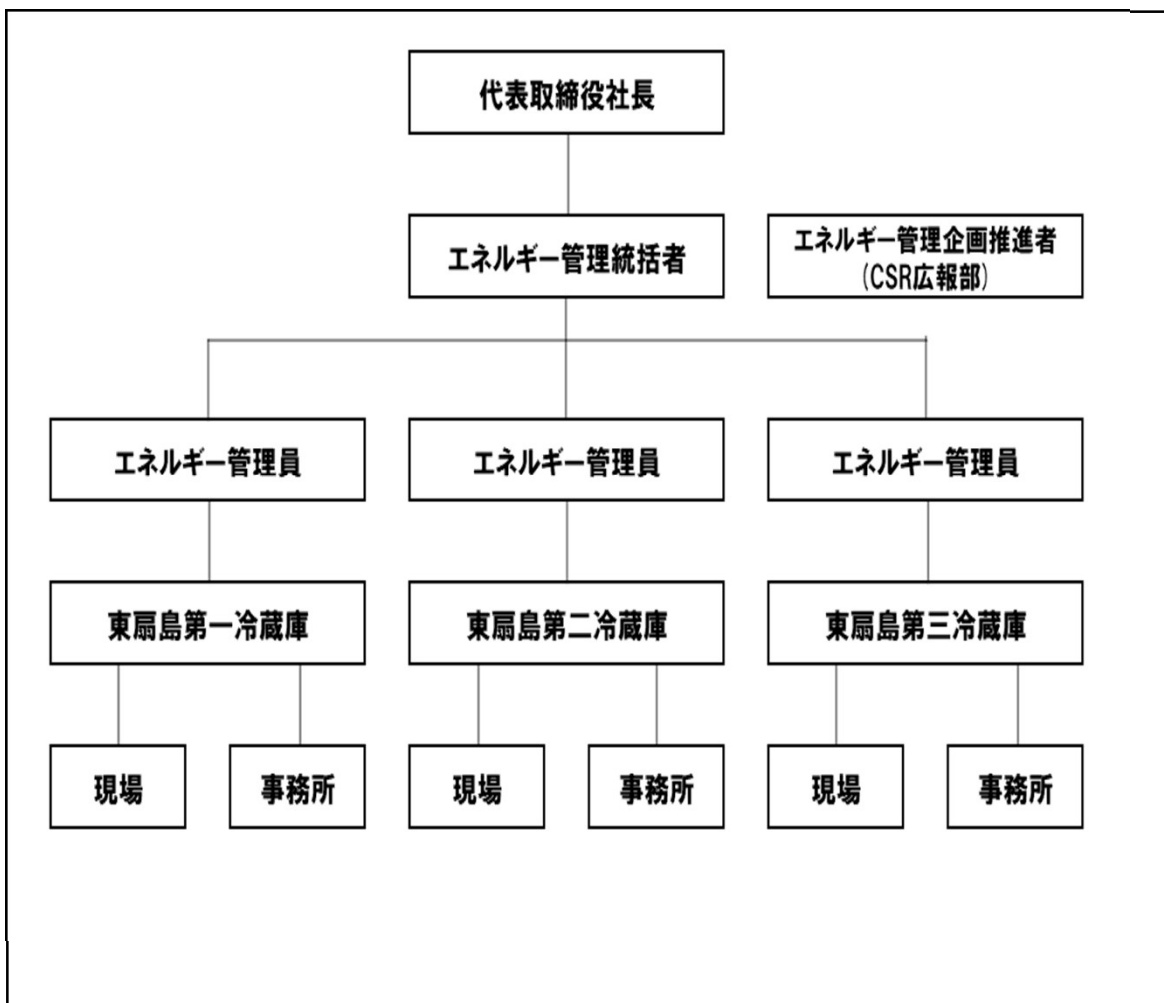 代表取締役社長
エネルギー管理統括者
エネルギー管理企画推進者
(CSR広報部)
エネルギー管理員
エネルギー管理員
エネルギー管理員
東扇島第一冷蔵庫
東扇島第二冷蔵庫
東扇島第三冷蔵庫
現場
事務所
現場
事務所
現場
事務所